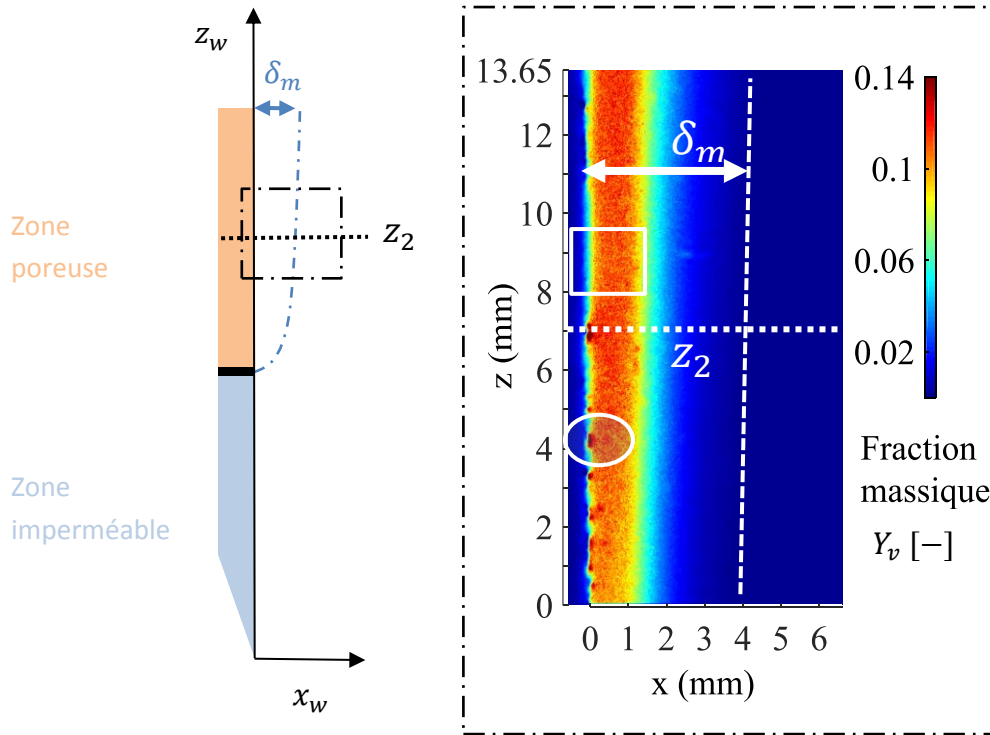 z_w
δ_m
Zone
poreuse
z_2
Zone
imperméable
x_w
13.65
12
10
8
6
4
2
0
z (mm)
δ_m
z_2
0 1 2 3 4 5 6
x (mm)
0.14
0.1
0.06
0.02
Fraction
massique
Y_v [−]